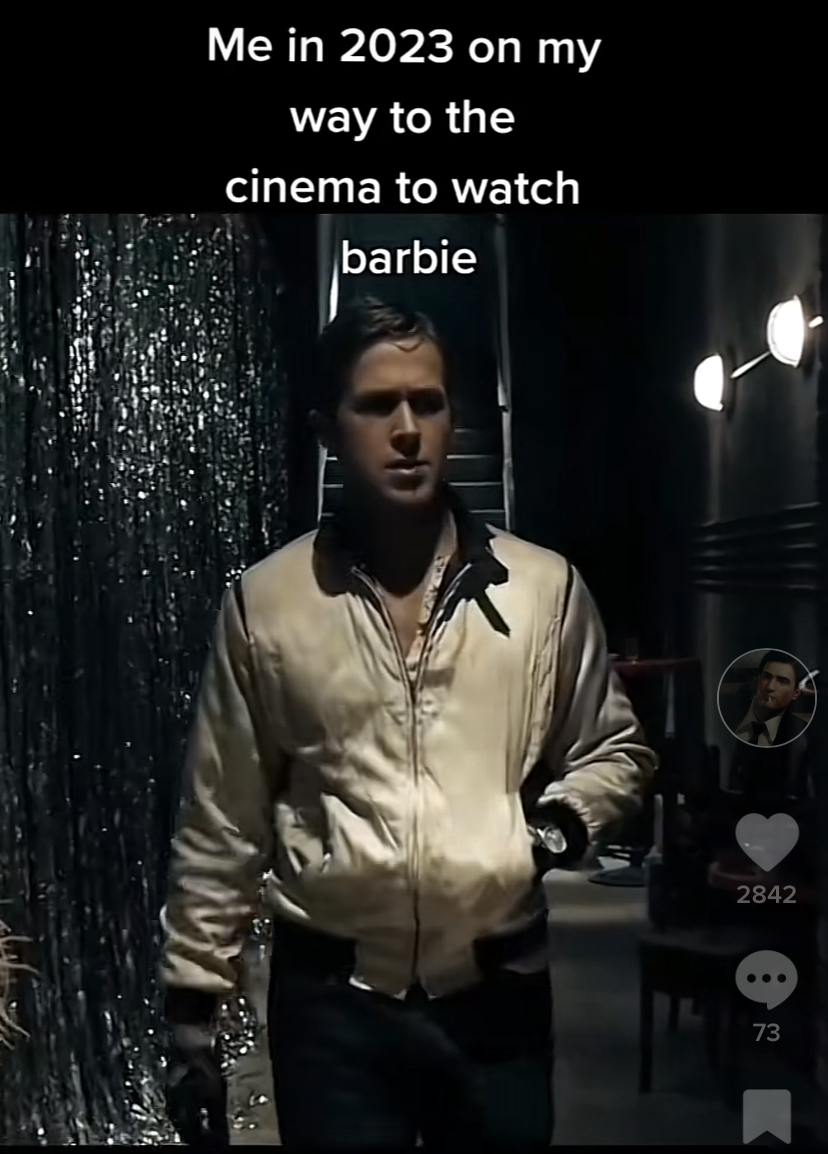 Me in 2023 on my
way to the
cinema to watch
barbie
2842
73